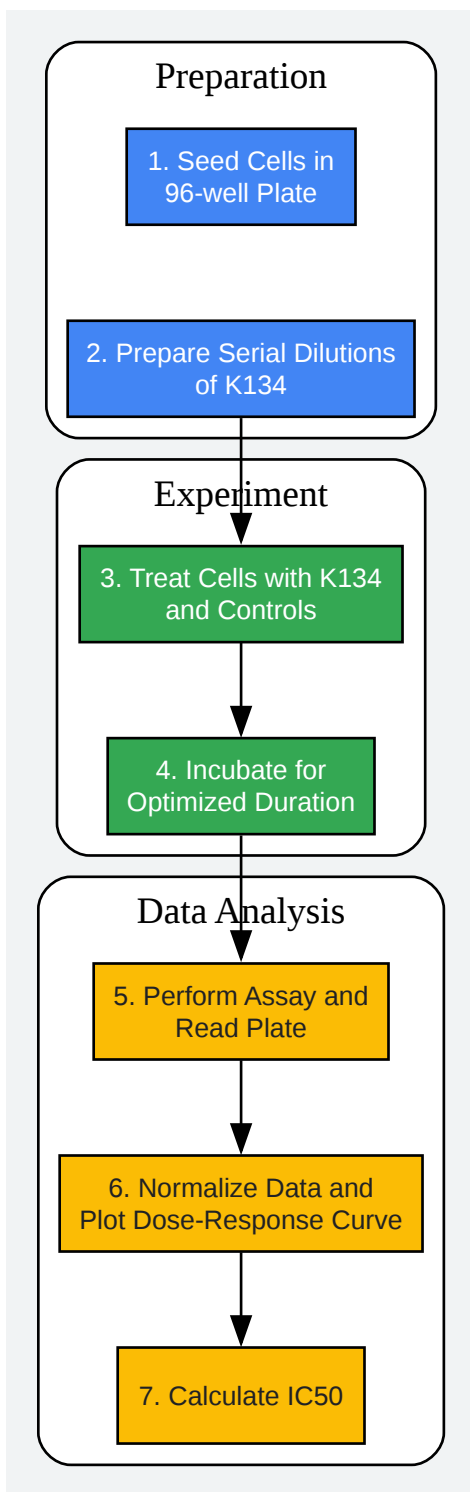 Preparation
1. Seed Cells in
96-well Plate
2. Prepare Serial Dilutions
of K134
Experiment
3. Treat Cells with K134
and Controls
4. Incubate for
Optimized Duration
Data Analysis
5. Perform Assay and
Read Plate
6. Normalize Data and
Plot Dose-Response Curve
7. Calculate IC50